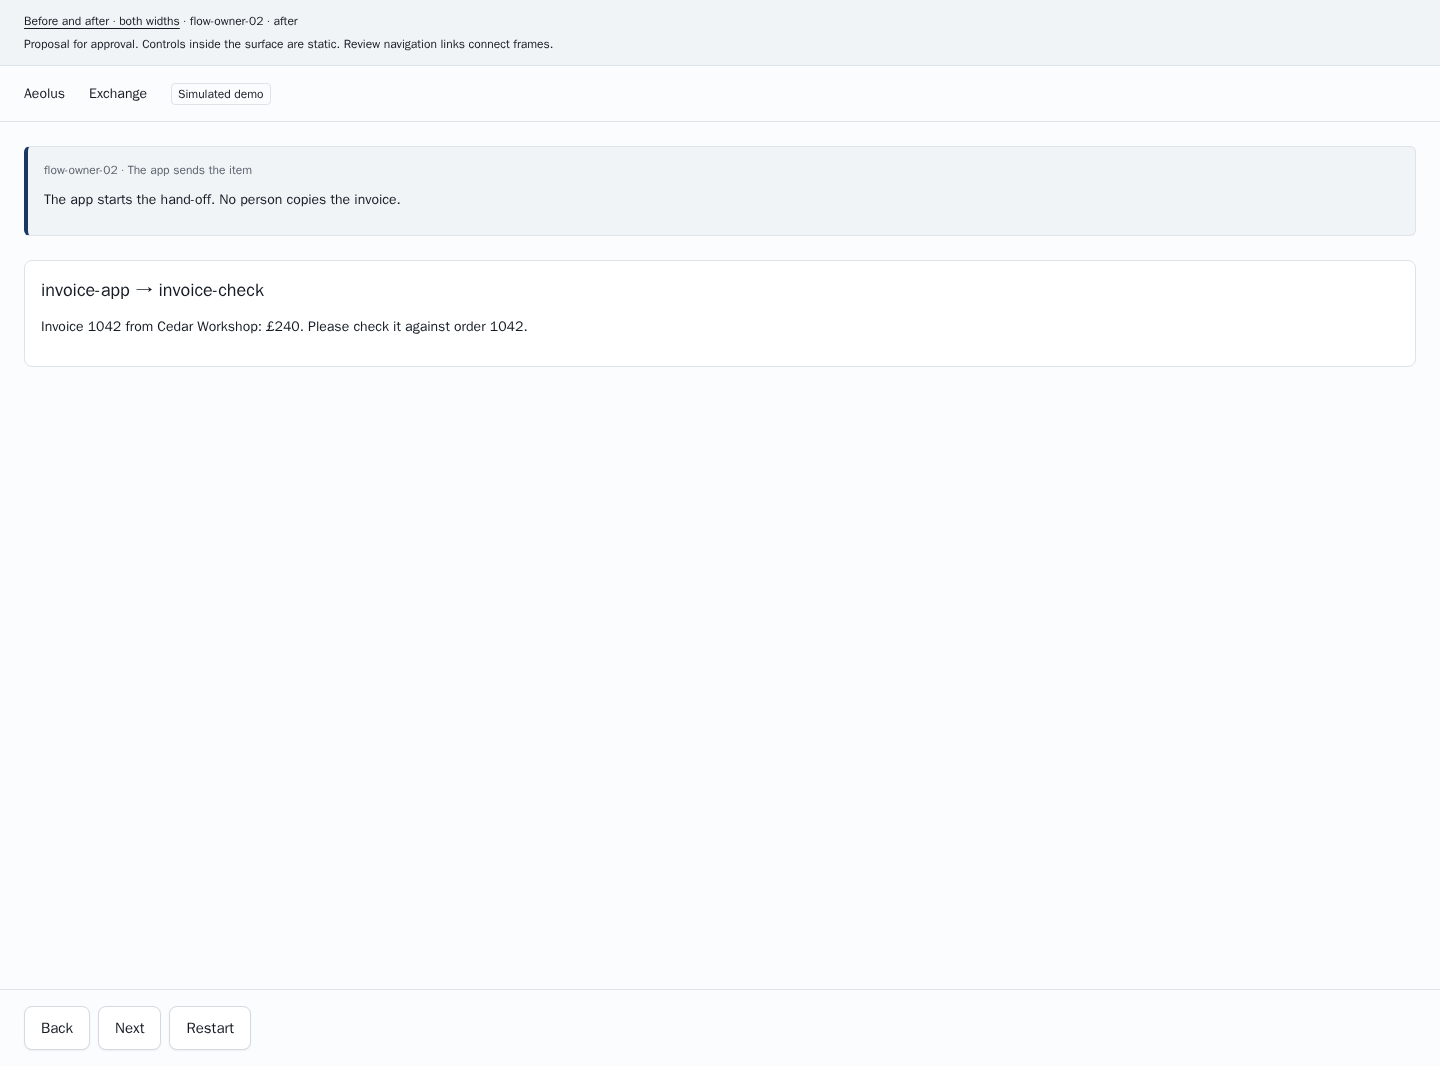 Before and after · both widths · flow-owner-02 · after
Proposal for approval. Controls inside the surface are static. Review navigation links connect frames.
Aeolus Exchange Simulated demo
flow-owner-02 · The app sends the item
The app starts the hand-off. No person copies the invoice.
invoice-app → invoice-check
Invoice 1042 from Cedar Workshop: £240. Please check it against order 1042.
Back Next Restart